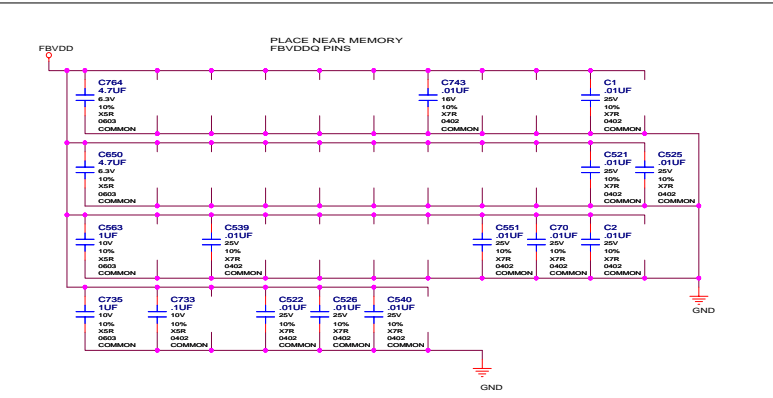 PLACE NEAR MEMORY
FBVDDQ PINS
FBVDD
C764
4.7UF
6.3V
10%
X5R
0603
COMMON
C743
.01UF
16V
10%
X7R
0402
COMMON
C1
.01UF
25V
10%
X7R
0402
COMMON
C650
4.7UF
6.3V
10%
X5R
0603
COMMON
C521
.01UF
25V
10%
X7R
0402
COMMON
C525
.01UF
25V
10%
X7R
0402
COMMON
C563
1UF
10V
10%
X5R
0603
COMMON
C539
.01UF
25V
10%
X7R
0402
COMMON
C551
.01UF
25V
10%
X7R
0402
COMMON
C70
.01UF
25V
10%
X7R
0402
COMMON
C2
.01UF
25V
10%
X7R
0402
COMMON
GND
C735
1UF
10V
10%
X5R
0603
COMMON
C733
.1UF
10V
10%
X5R
0402
COMMON
C522
.01UF
25V
10%
X7R
0402
COMMON
C526
.01UF
25V
10%
X7R
0402
COMMON
C540
.01UF
25V
10%
X7R
0402
COMMON
GND